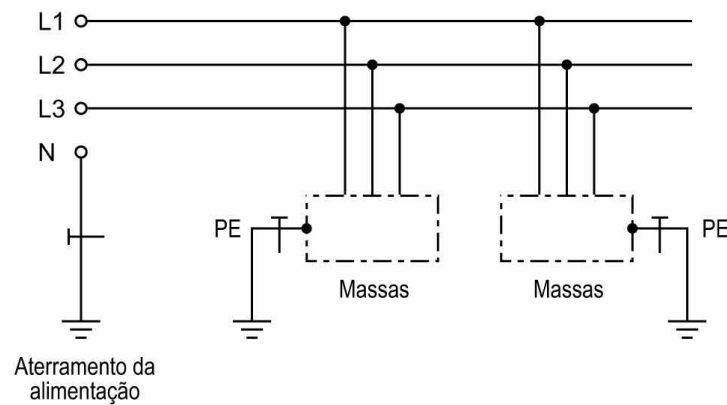 L1
L2
L3
N
PE
PE
Massas
Massas
Aterramento da
alimentação